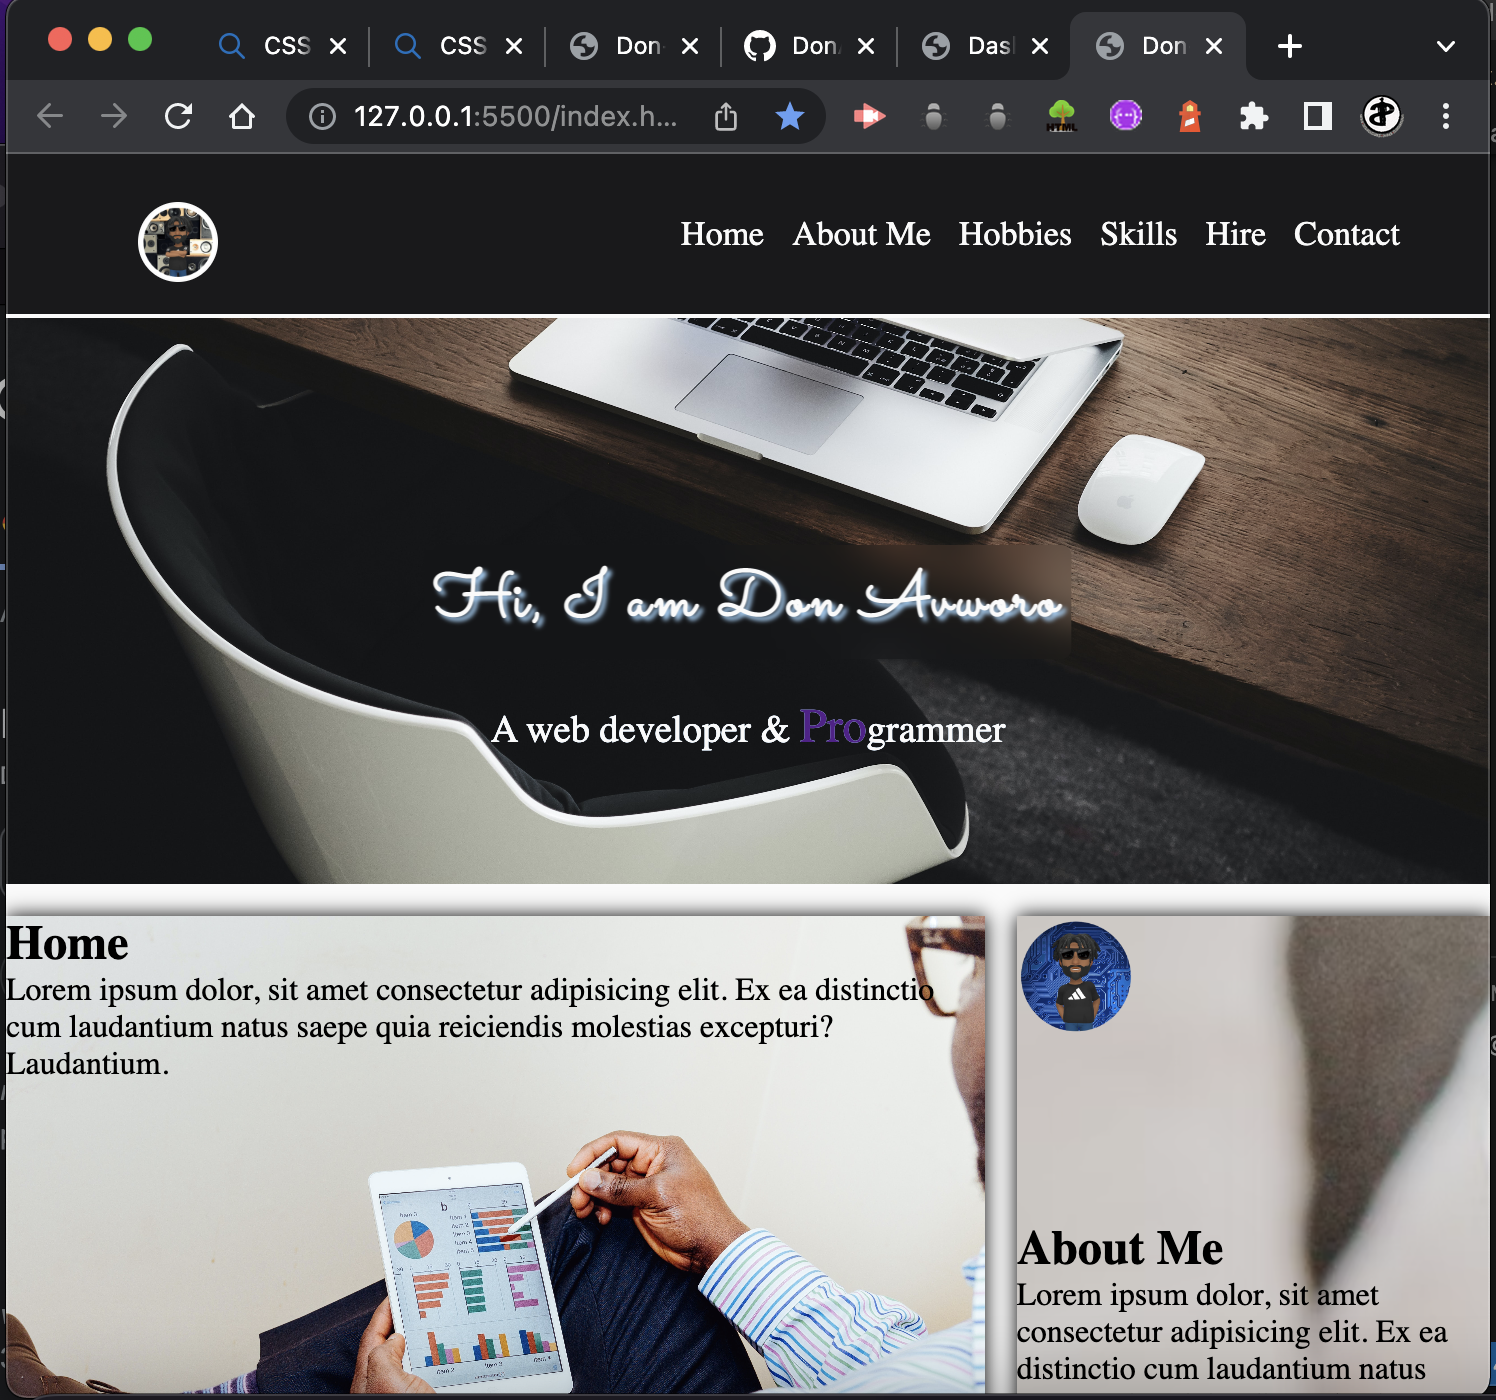 CSS
CSS
Don
Don
Das
Don
127.0.0.1:5500/index.h...
HTML
Home About Me Hobbies Skills Hire Contact
Hi, I am Don Avworo
A web developer & Programmer
Home
Lorem ipsum dolor, sit amet consectetur adipisicing elit. Ex ea distinctio
cum laudantium natus saepe quia reiciendis molestias excepturi?
Laudantium.
About Me
Lorem ipsum dolor, sit amet
consectetur adipisicing elit. Ex ea
distinctio cum laudantium natus